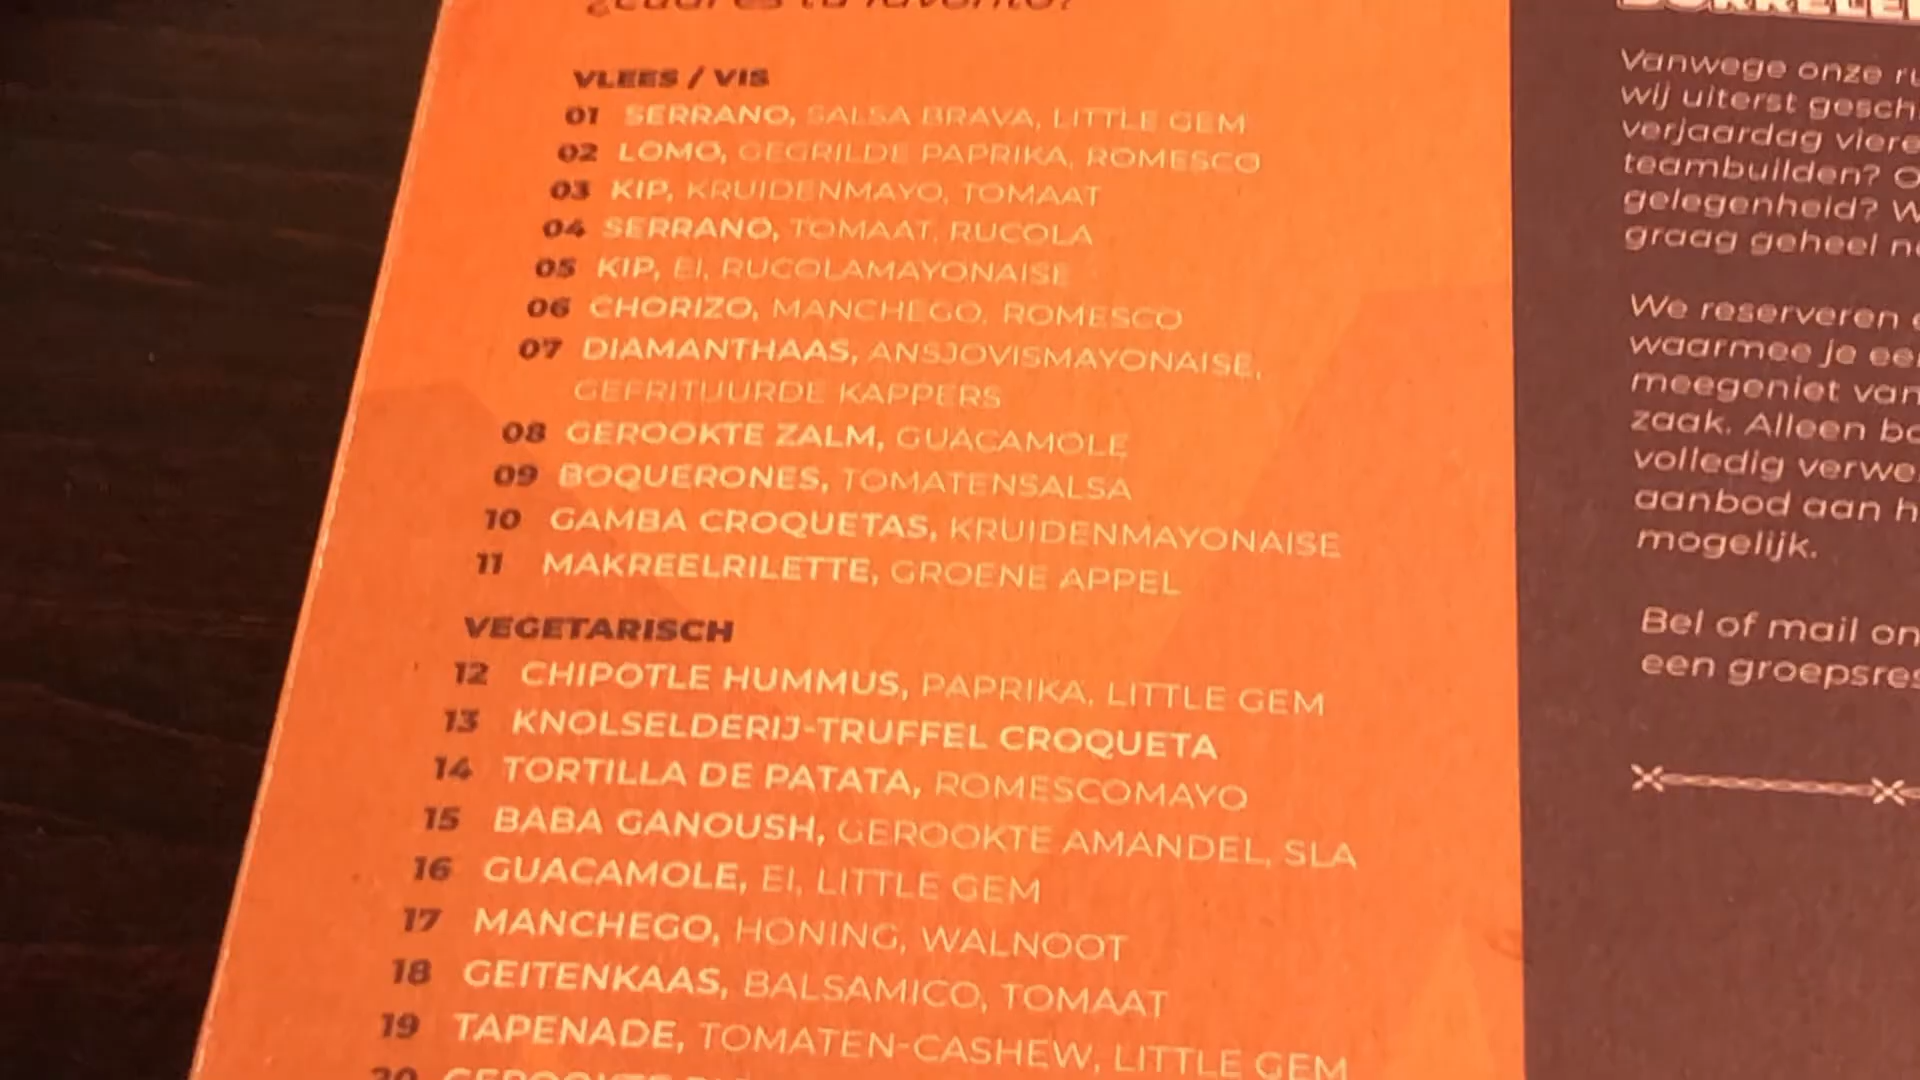 ¿Cuál es tu favorito?
VLEES / VIS
01 SERRANO, SALSA BRAVA, LITTLE GEM
02 LOMO, GEGRILDE PAPRIKA, ROMESCO
03 KIP, KRUIDENMAYO, TOMAAT
04 SERRANO, TOMAAT, RUCOLA
05 KIP, EI, RUCOLAMAYONAISE
06 CHORIZO, MANCHEGO, ROMESCO
07 DIAMANTHAAS, ANSJOVISMAYONAISE,
GEFRITUURDE KAPPERS
08 GEROOKTE ZALM, GUACAMOLE
09 BOQUERONES, TOMATENSALSA
10 GAMBA CROQUETAS, KRUIDENMAYONAISE
11 MAKREELRILETTE, GROENE APPEL
VEGETARISCH
12 CHIPOTLE HUMMUS, PAPRIKA, LITTLE GEM
13 KNOLSELDERIJ-TRUFFEL CROQUETA
14 TORTILLA DE PATATA, ROMESCOMAYO
15 BABA GANOUSH, GEROOKTE AMANDEL, SLA
16 GUACAMOLE, EI, LITTLE GEM
17 MANCHEGO, HONING, WALNOOT
18 GEITENKAAS, BALSAMICO, TOMAAT
19 TAPENADE, TOMATEN-CASHEW, LITTLE GEM
20 GEROOKTE
Vanwege onze
wij uiterst
verjaardag
teambuilden?
gelegenheid?
graag geheel
We reserveren
waarmee je
meegeniet van
zaak. Alleen
volledig
aanbod aan
mogelijk.
Bel of mail
een